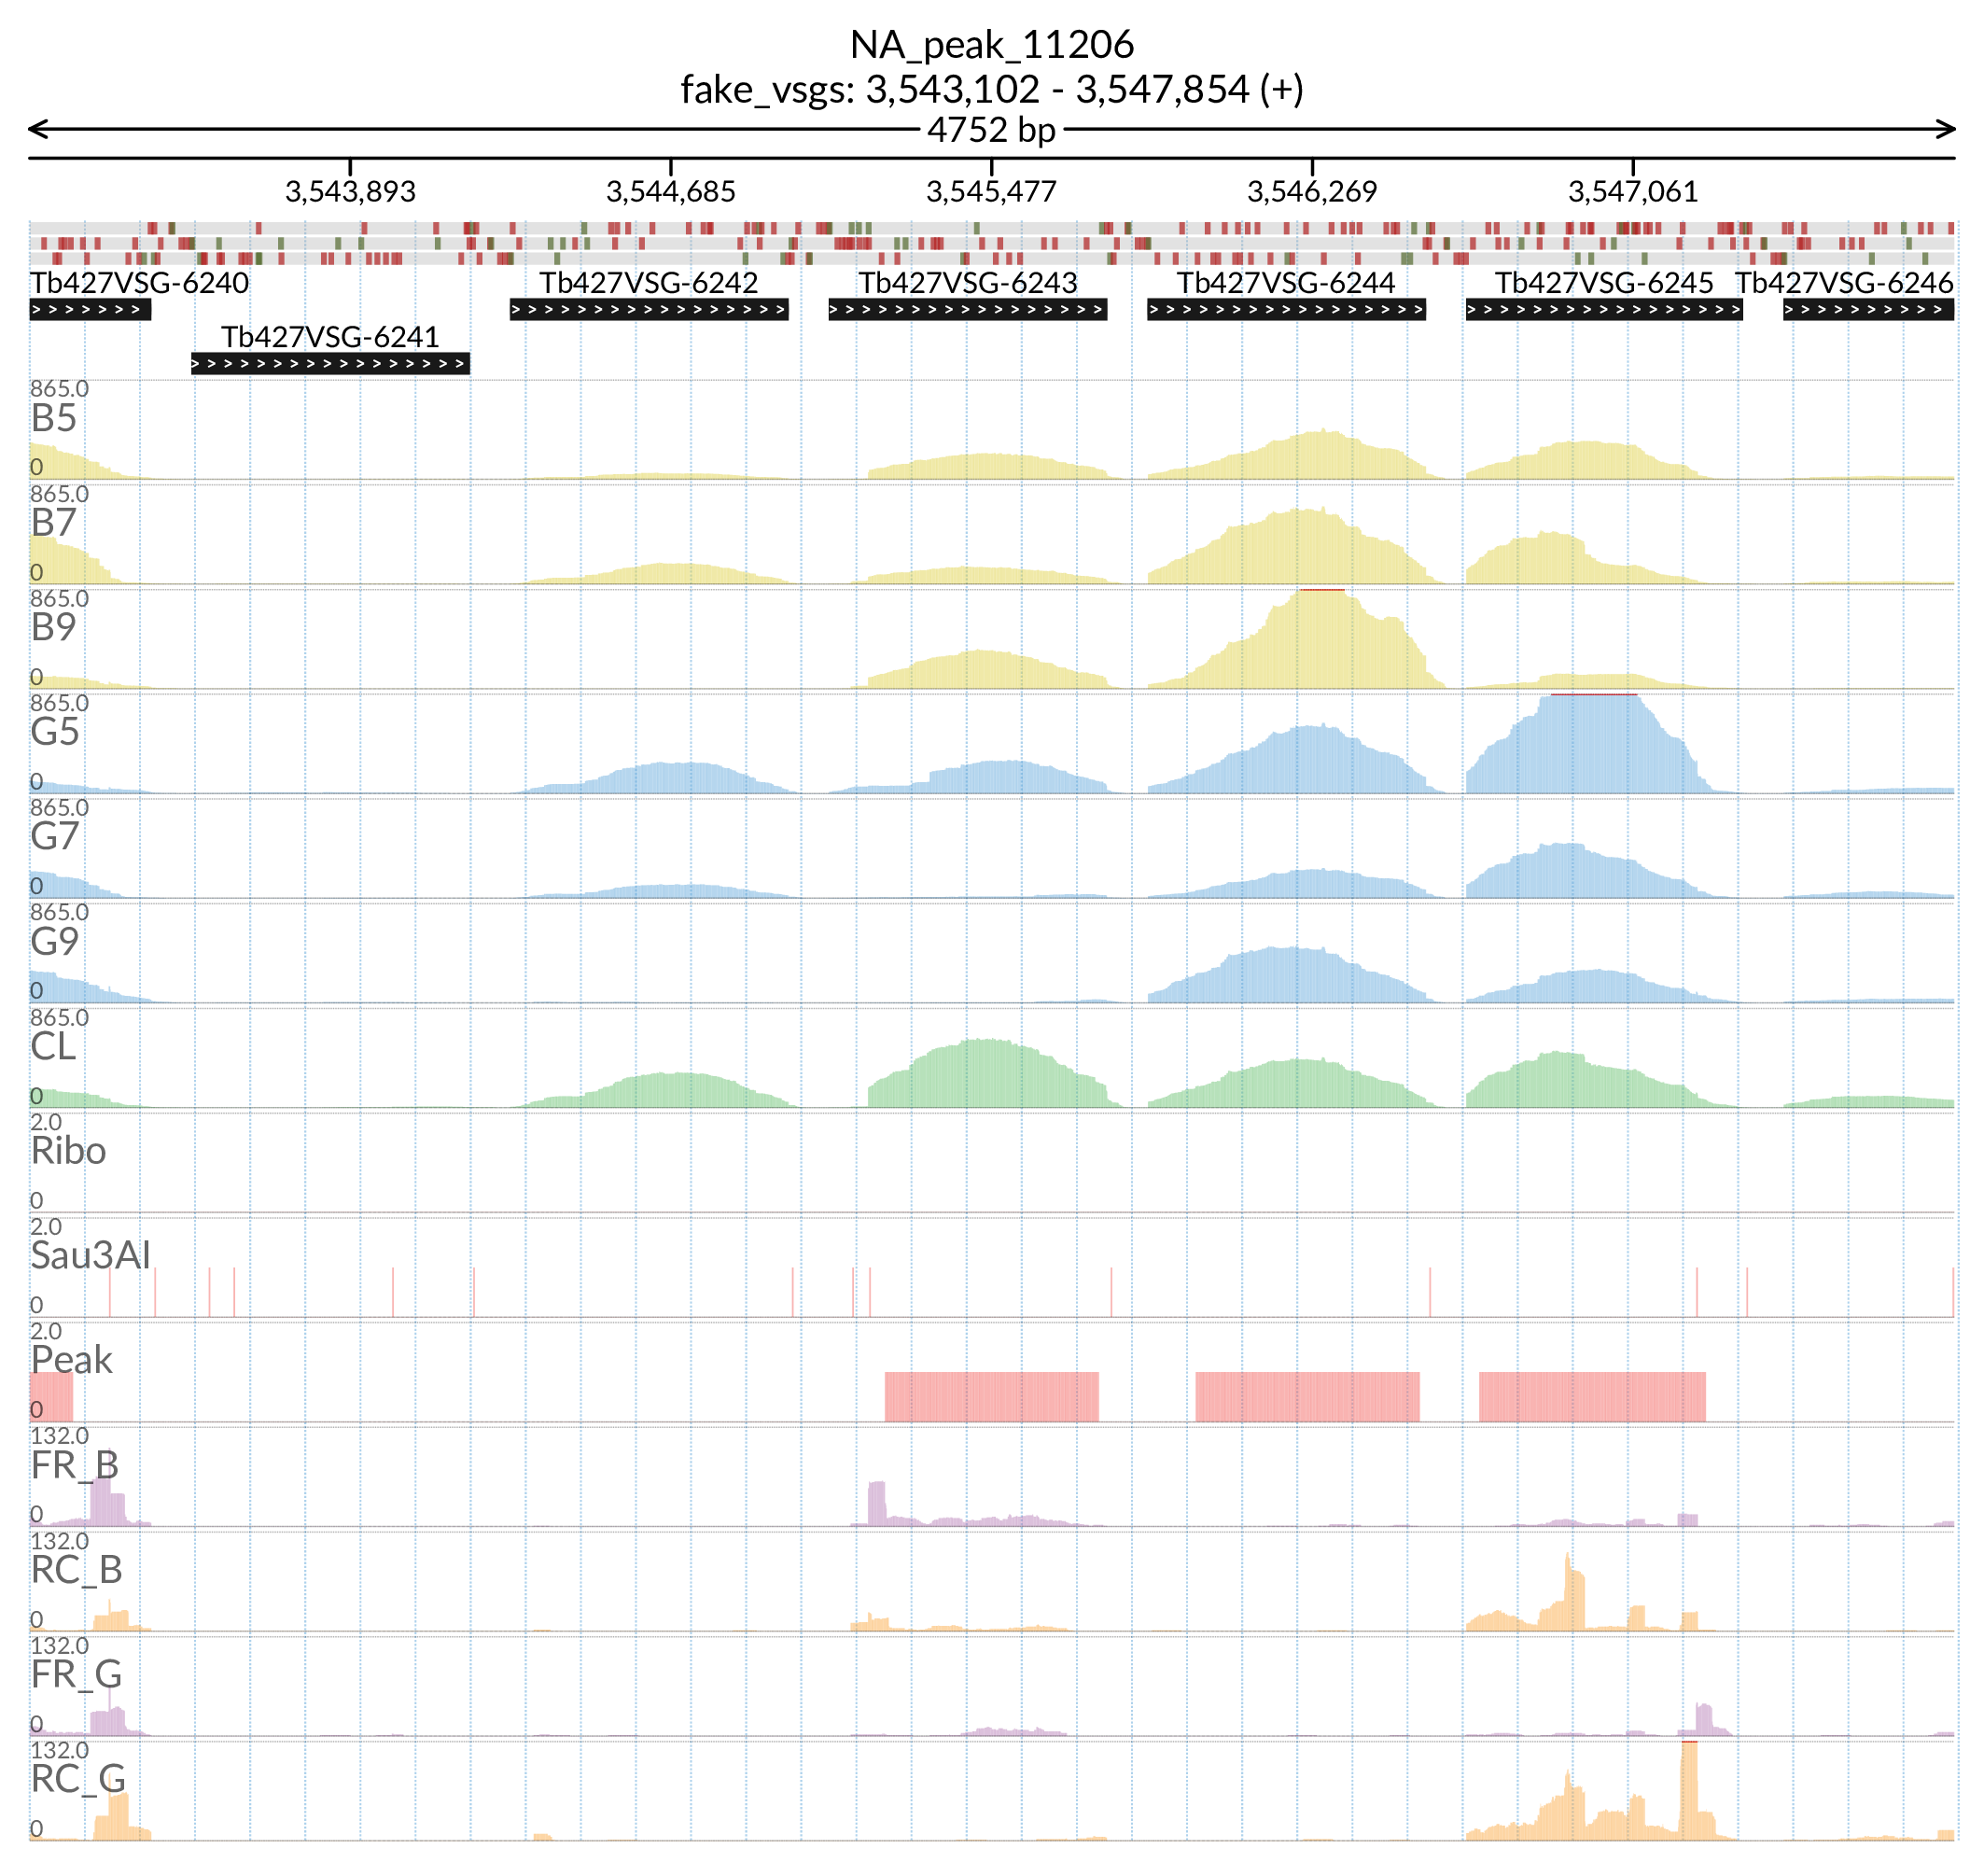 NA_peak_11206
fake_vsgs: 3,543,102 - 3,547,854 (+)
4752 bp
3,543,893 3,544,685 3,545,477 3,546,269 3,547,061
Tb427VSG-6240 Tb427VSG-6242 Tb427VSG-6243 Tb427VSG-6244 Tb427VSG-6245 Tb427VSG-6246
Tb427VSG-6241
865.0
B5
0
865.0
B7
0
865.0
B9
0
865.0
G5
0
865.0
G7
0
865.0
G9
0
865.0
CL
0
2.0
Ribo
0
2.0
Sau3AI
0
2.0
Peak
0
132.0
FR_B
0
132.0
RC_B
0
132.0
FR_G
0
132.0
RC_G
0